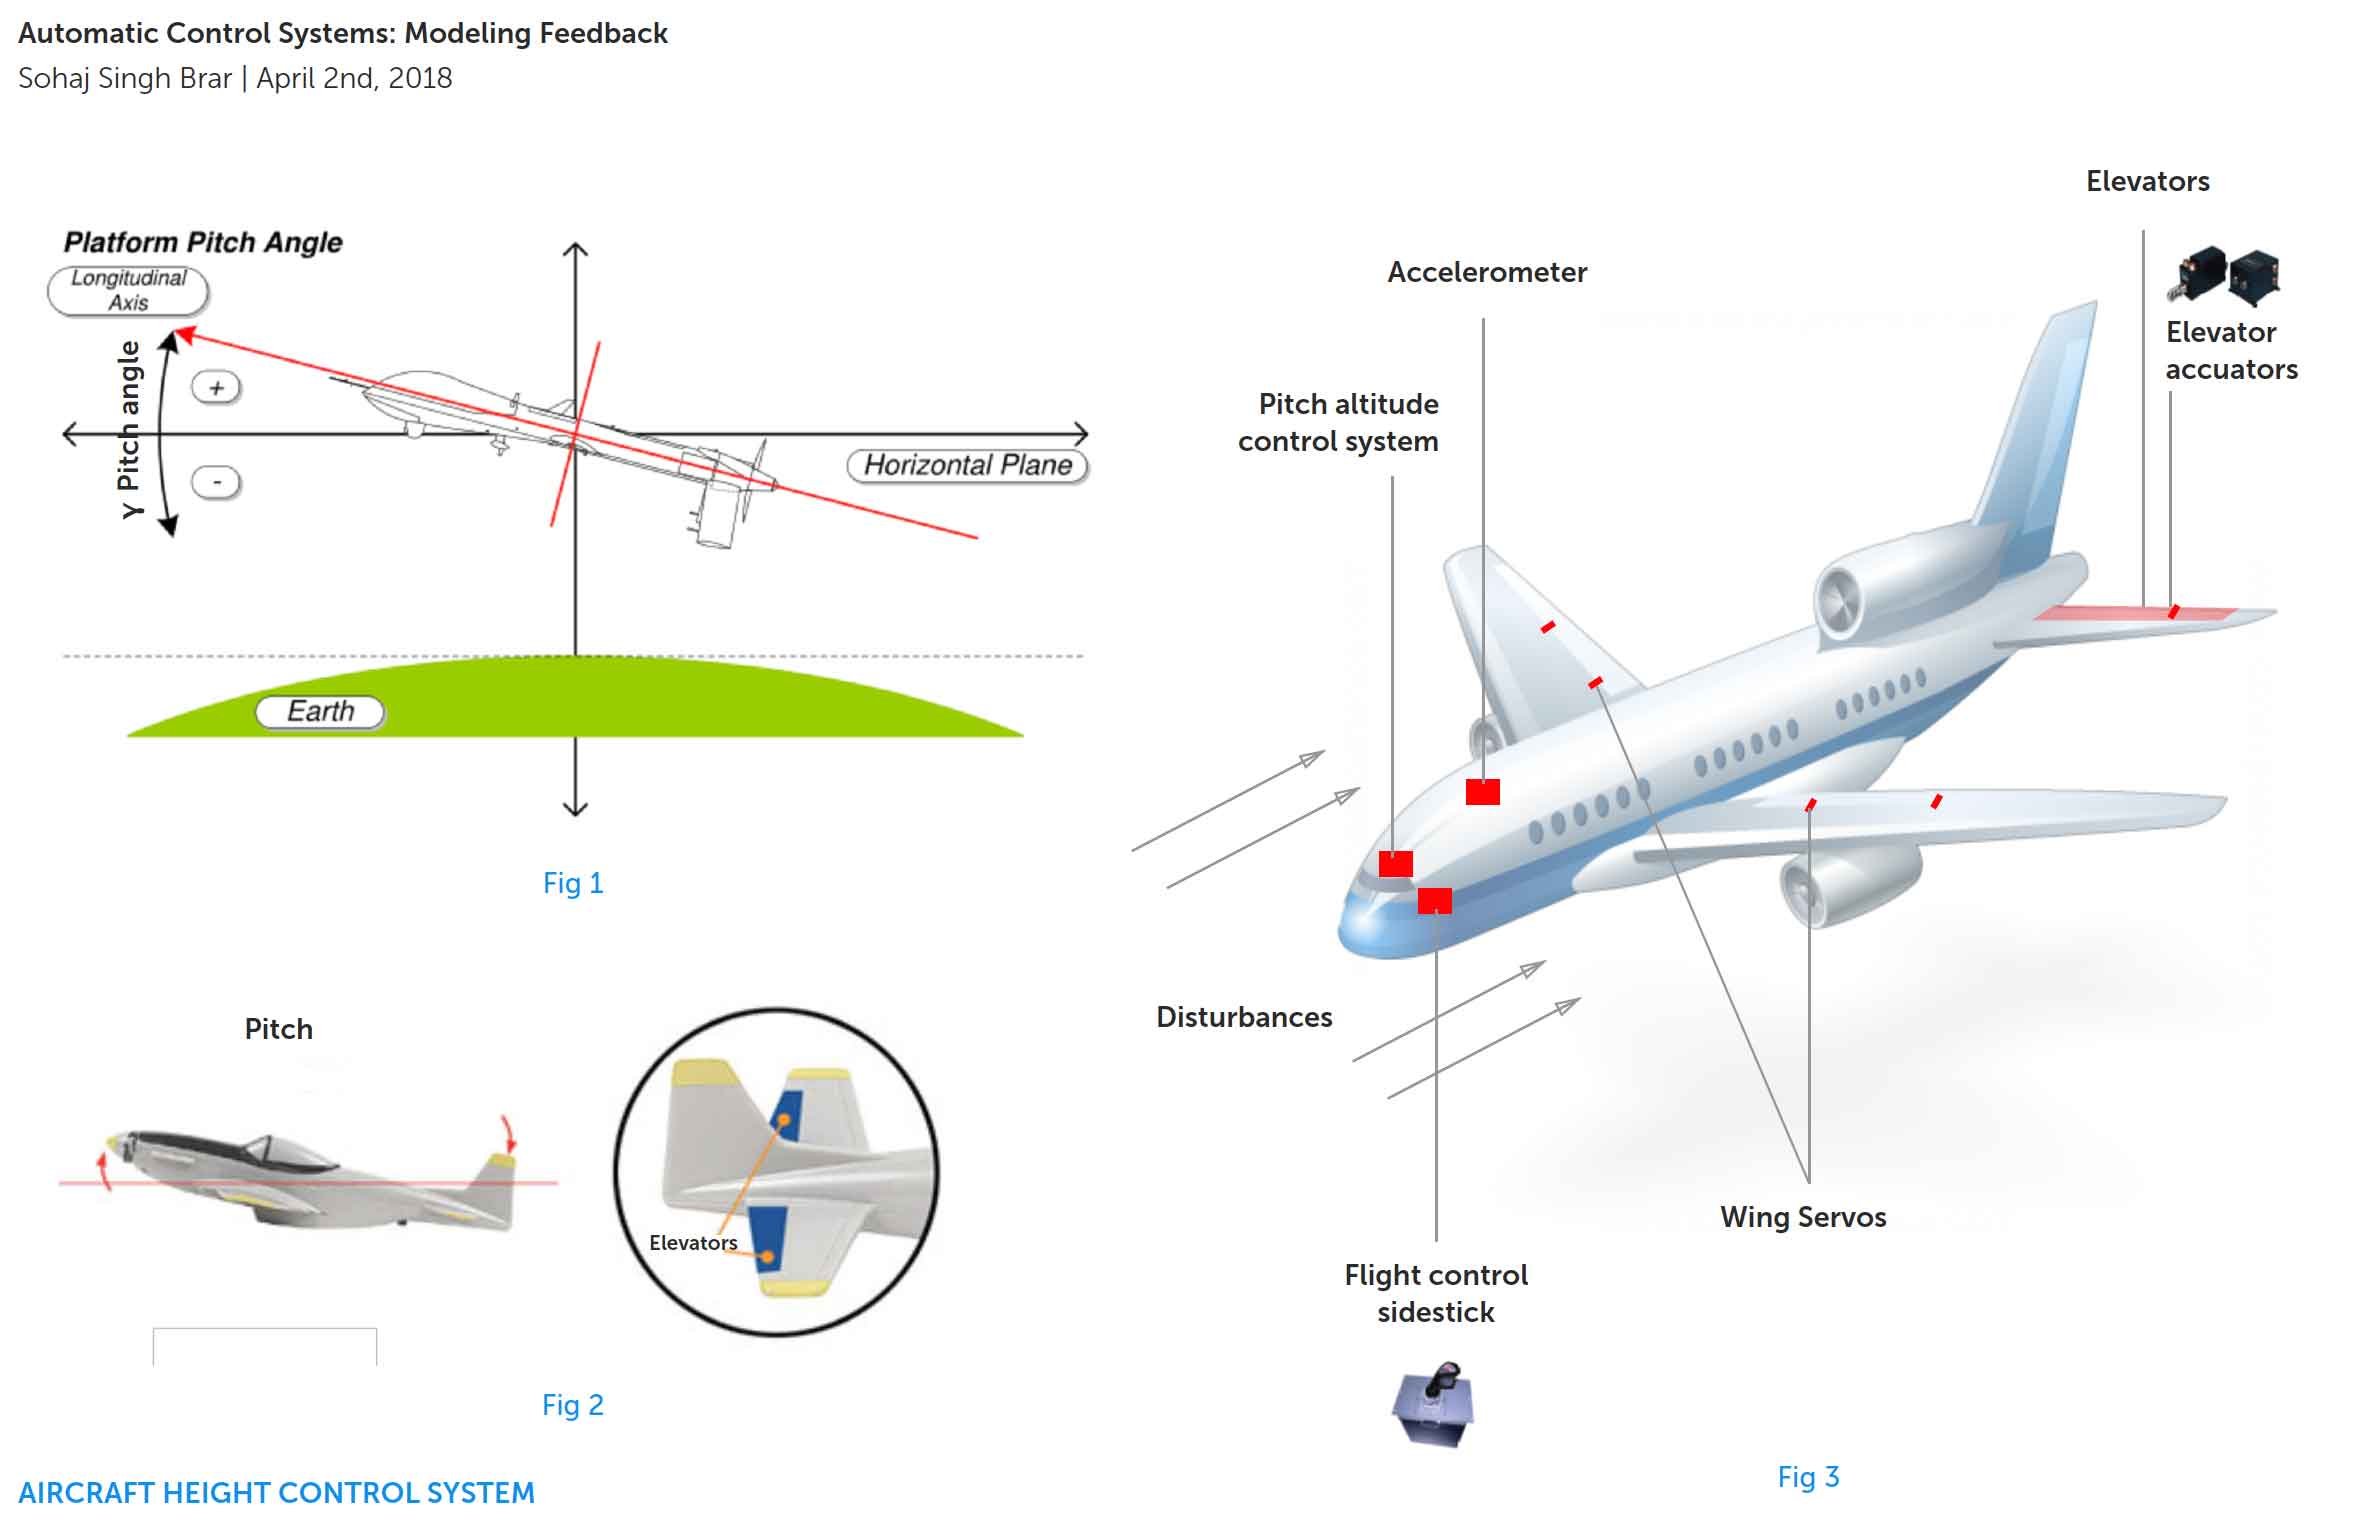 Automatic Control Systems: Modeling Feedback
Sohaj Singh Brar | April 2nd, 2018
Platform Pitch Angle
Longitudinal
Axis
γ Pitch angle
+
-
Horizontal Plane
Earth
Fig 1
Pitch
Elevators
Fig 2
AIRCRAFT HEIGHT CONTROL SYSTEM
Elevators
Accelerometer
Elevator
accuators
Pitch altitude
control system
Disturbances
Wing Servos
Flight control
sidestick
Fig 3